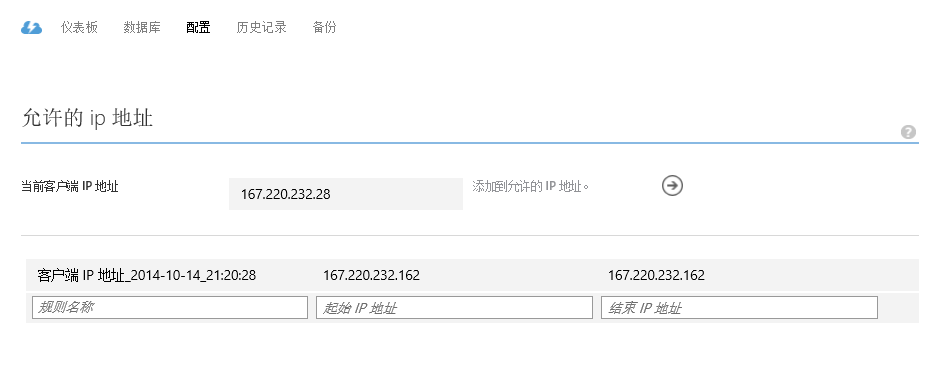 仪表板 数据库 配置 历史记录 备份
允许的 ip 地址
?
当前客户端 IP 地址 167.220.232.28 添加到允许的 IP 地址。
客户端 IP 地址_2014-10-14_21:20:28 167.220.232.162 167.220.232.162
规则名称 起始 IP 地址 结束 IP 地址